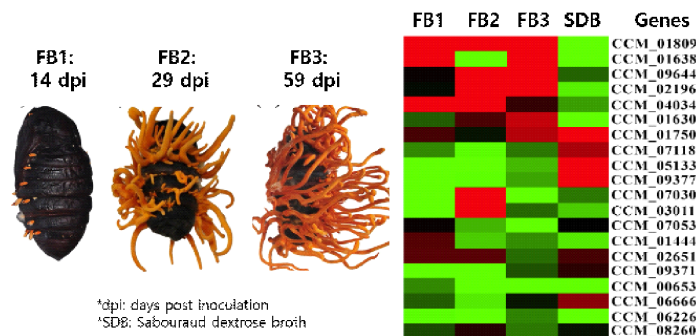 FB1:
14 dpi
FB2:
29 dpi
FB3:
59 dpi
*dpi: days post inoculation
*SDB: Sabouraud dextrose broth
FB1 FB2 FB3 SDB Genes
CCM_01809
CCM_01638
CCM_09644
CCM_02196
CCM_04034
CCM_01630
CCM_01750
CCM_07118
CCM_05133
CCM_09377
CCM_07030
CCM_03011
CCM_07053
CCM_01444
CCM_02651
CCM_09371
CCM_00653
CCM_06666
CCM_06226
CCM_08266